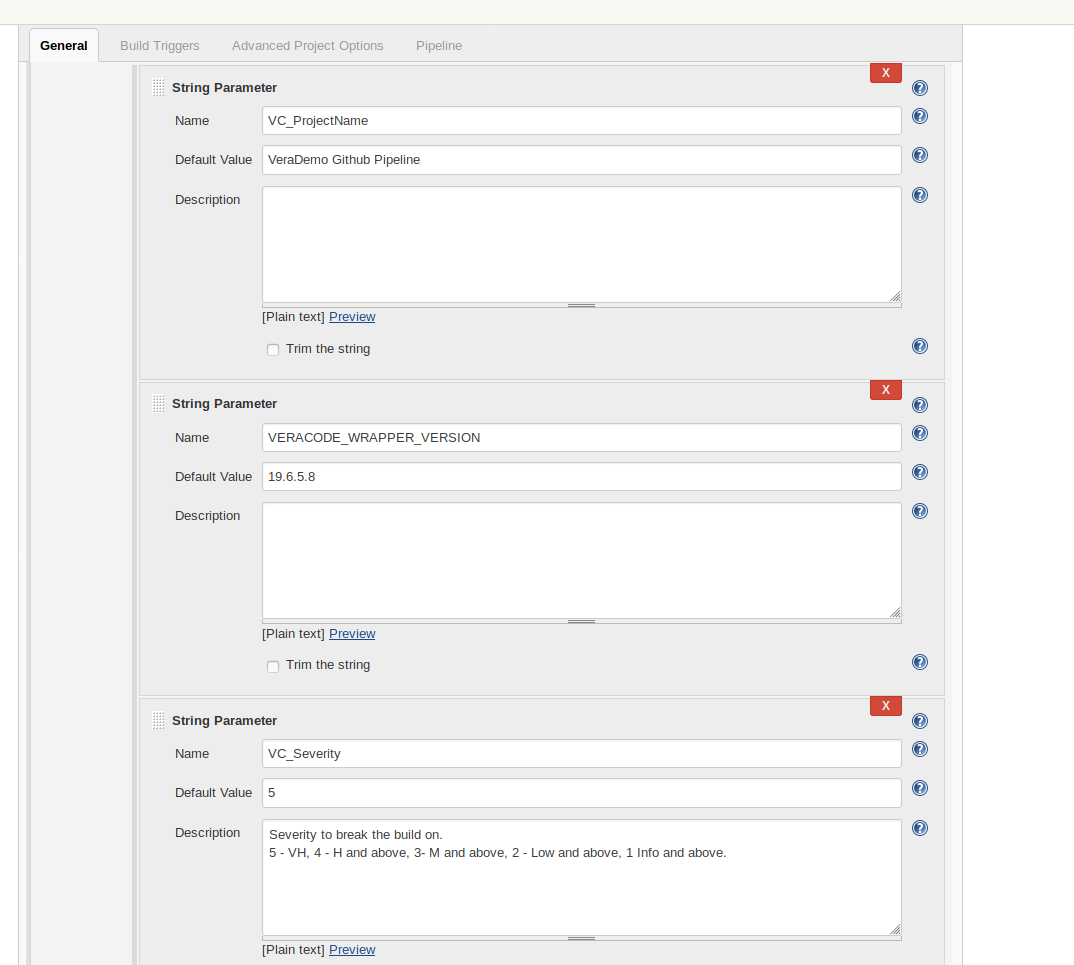 General Build Triggers Advanced Project Options Pipeline
X
String Parameter
Name VC_ProjectName
Default Value VeraDemo Github Pipeline
Description
[Plain text] Preview
Trim the string
X
String Parameter
Name VERACODE_WRAPPER_VERSION
Default Value 19.6.5.8
Description
[Plain text] Preview
Trim the string
X
String Parameter
Name VC_Severity
Default Value 5
Description Severity to break the build on.
5 - VH, 4 - H and above, 3- M and above, 2 - Low and above, 1 Info and above.
[Plain text] Preview